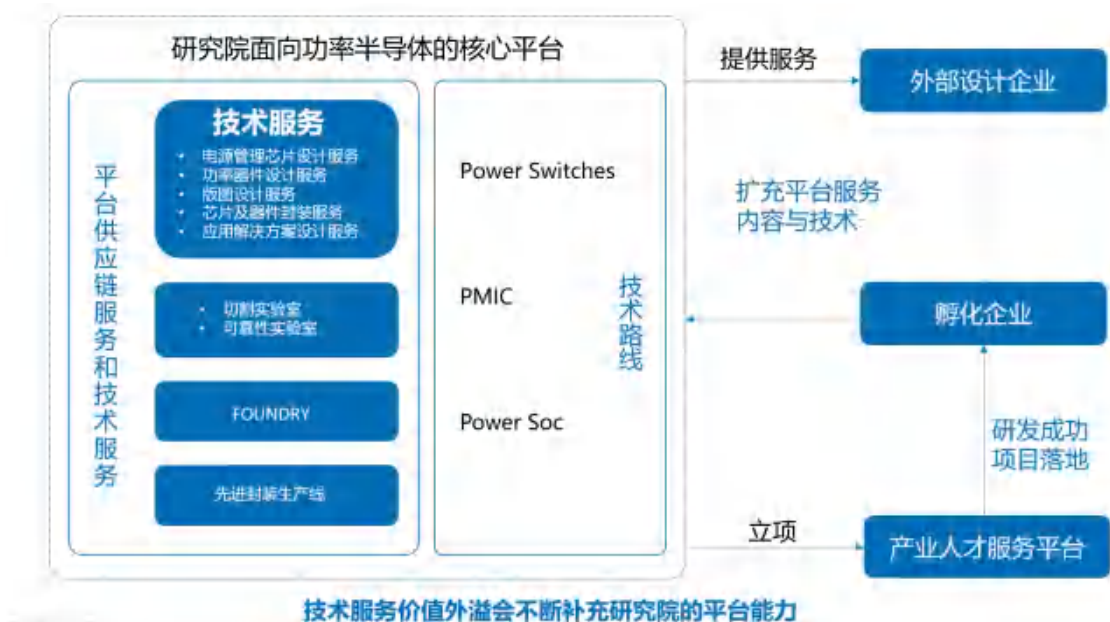 研究院面向功率半导体的核心平台
平台供应链服务和技术服务
技术服务
• 电源管理芯片设计服务
• 功率器件设计服务
• 版图设计服务
• 芯片及器件封装服务
• 应用解决方案设计服务
• 切割实验室
• 可靠性实验室
FOUNDRY
先进封装生产线
Power Switches
PMIC
Power Soc
技术路线
提供服务
外部设计企业
扩充平台服务
内容与技术
孵化企业
研发成功
项目落地
立项
产业人才服务平台
技术服务价值外溢会不断补充研究院的平台能力